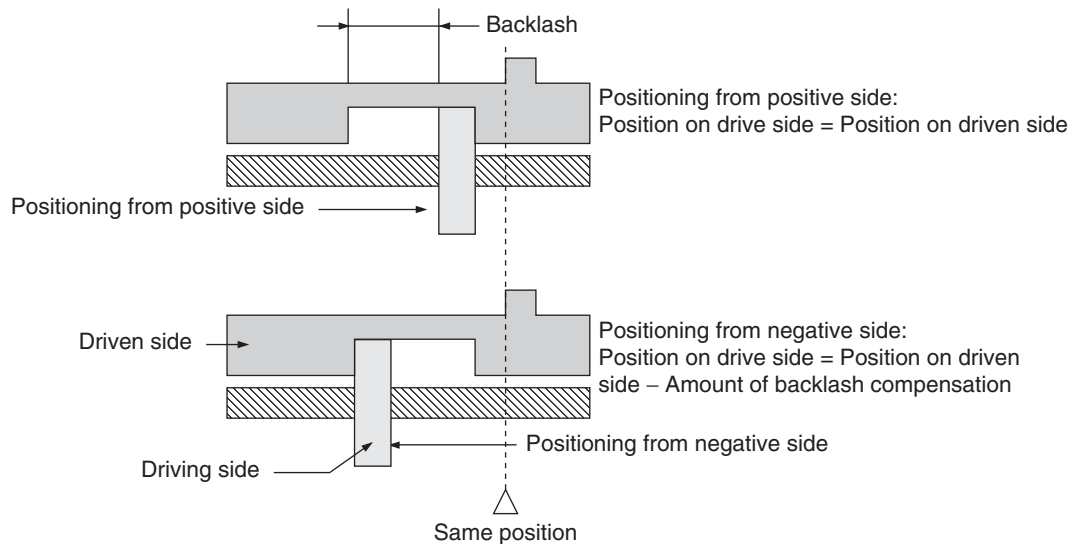 Backlash
Positioning from positive side:
Position on drive side = Position on driven side
Positioning from positive side
Driven side
Positioning from negative side:
Position on drive side = Position on driven
side – Amount of backlash compensation
Positioning from negative side
Driving side
Same position